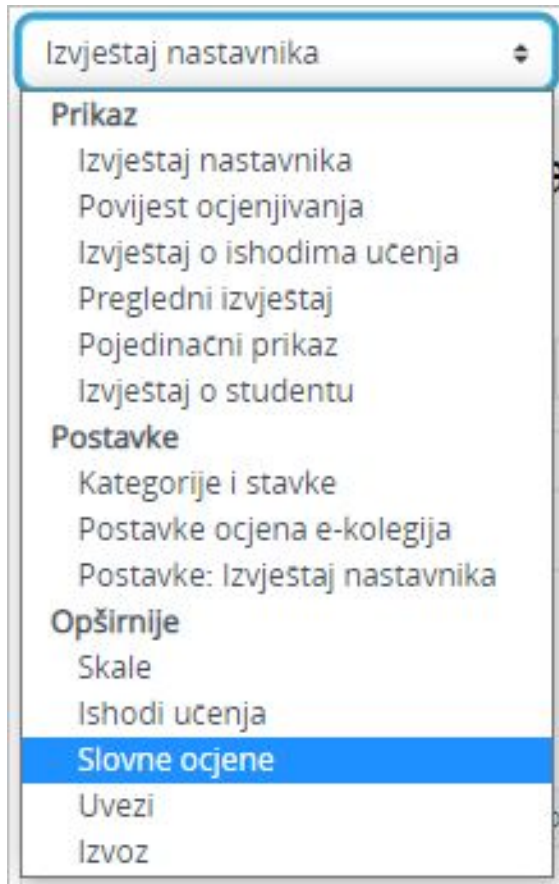 Izvještaj nastavnika
Prikaz
Izvještaj nastavnika
Povijest ocjenjivanja
Izvještaj o ishodima učenja
Pregledni izvještaj
Pojedinačni prikaz
Izvještaj o studentu
Postavke
Kategorije i stavke
Postavke ocjena e-kolegija
Postavke: Izvještaj nastavnika
Opširnije
Skale
Ishodi učenja
Slovne ocjene
Uvezi
Izvoz